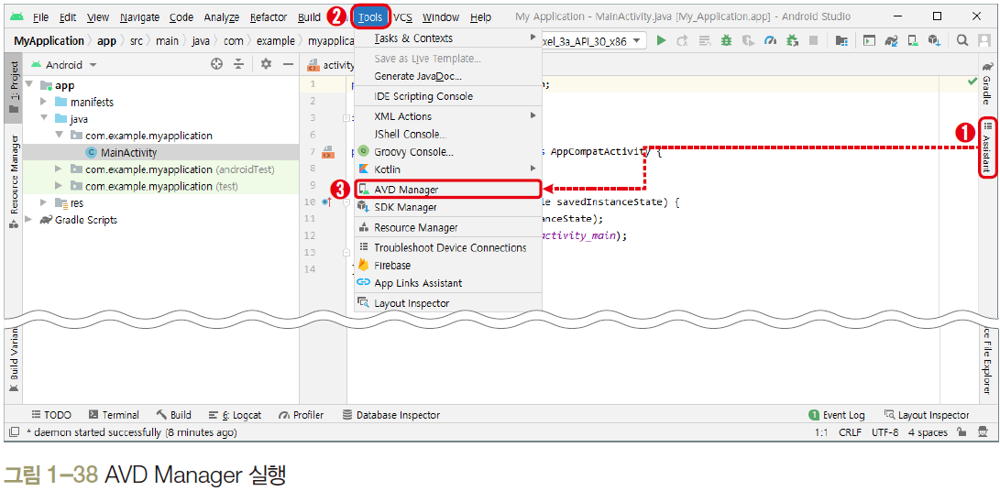 File Edit View Navigate Code Analyze Refactor Build ❷ Tools VCS Window Help My Application - MainActivity.java [My_Application.app] - Android Studio
MyApplication app src main java com example myapplica xel_3a_API_30_x86
Android
activity
1: Project
Resource Manager
Build Varian
app
manifests
java
com.example.myapplication
MainActivity
com.example.myapplication (androidTest)
com.example.myapplication (test)
res
Gradle Scripts
Tasks & Contexts
Save as Live Template...
Generate JavaDoc...
IDE Scripting Console
XML Actions
JShell Console...
Groovy Console...
Kotlin
❸ AVD Manager
SDK Manager
Resource Manager
Troubleshoot Device Connections
Firebase
App Links Assistant
Layout Inspector
1 p n;
2
3
6
7 p s AppCompatActivity {
8
9
10 le savedInstanceState) {
11 anceState);
12 activity_main);
13
14
Gradle
❶ Assistant
ce File Explorer
TODO Terminal Build 6: Logcat Profiler Database Inspector 1 Event Log Layout Inspector
* daemon started successfully (8 minutes ago) 1:1 CRLF UTF-8 4 spaces
그림 1-38 AVD Manager 실행